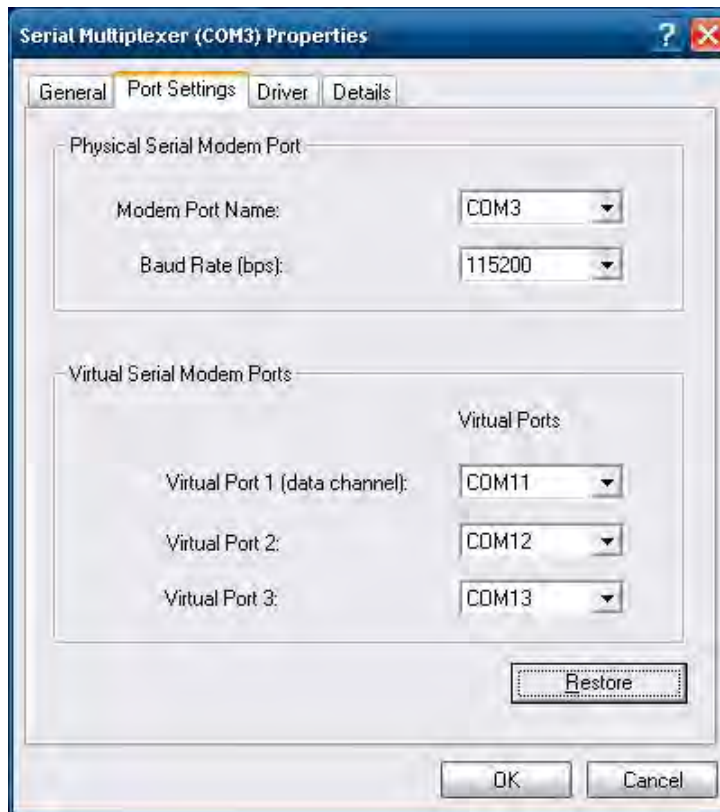 Serial Multiplexer (COM3) Properties
General Port Settings Driver Details
Physical Serial Modem Port
Modem Port Name: COM3
Baud Rate (bps): 115200
Virtual Serial Modem Ports
Virtual Ports
Virtual Port 1 (data channel): COM11
Virtual Port 2: COM12
Virtual Port 3: COM13
Restore
OK Cancel